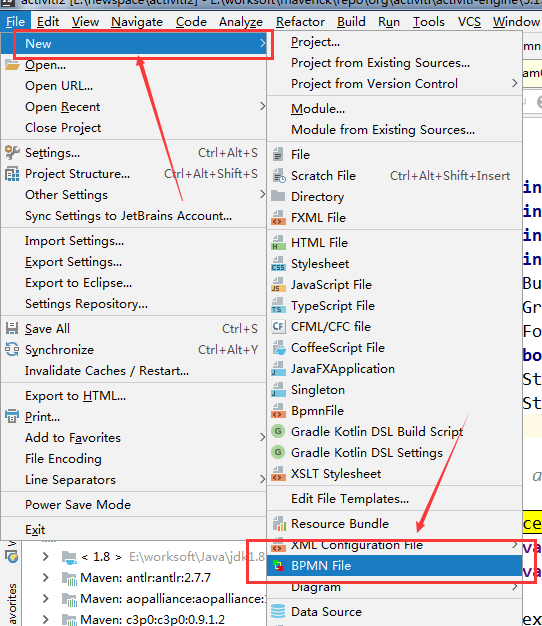 [E:\newspace\activiti2] - E:\worksoft\maverick\repo\org\activiti\activiti-engine\5.1
File Edit View Navigate Code Analyze Refactor Build Run Tools VCS Window
New
Open...
Open URL...
Open Recent
Close Project
Settings... Ctrl+Alt+S
Project Structure... Ctrl+Alt+Shift+S
Other Settings
Sync Settings to JetBrains Account...
Import Settings...
Export Settings...
Export to Eclipse...
Settings Repository...
Save All Ctrl+S
Synchronize Ctrl+Alt+Y
Invalidate Caches / Restart...
Export to HTML...
Print...
Add to Favorites
File Encoding
Line Separators
Power Save Mode
Exit
Project...
Project from Existing Sources...
Project from Version Control
Module...
Module from Existing Sources...
File
Scratch File Ctrl+Alt+Shift+Insert
Directory
FXML File
HTML File
CSS Stylesheet
JS JavaScript File
TS TypeScript File
CF CFML/CFC file
CoffeeScript File
JavaFXApplication
Singleton
BpmnFile
G Gradle Kotlin DSL Build Script
G Gradle Kotlin DSL Settings
XSLT Stylesheet
Edit File Templates...
Resource Bundle
XML Configuration File
BPMN File
Diagram
Data Source
mn
am
in
in
in
in
Bu
Gr
Fo
bo
St
St
a
ce
va
va
ex
< 1.8 > E:\worksoft\Java\jdk1.8
Maven: antlr:antlr:2.7.7
Maven: aopalliance:aopalliance:
Maven: c3p0:c3p0:0.9.1.2
avorites